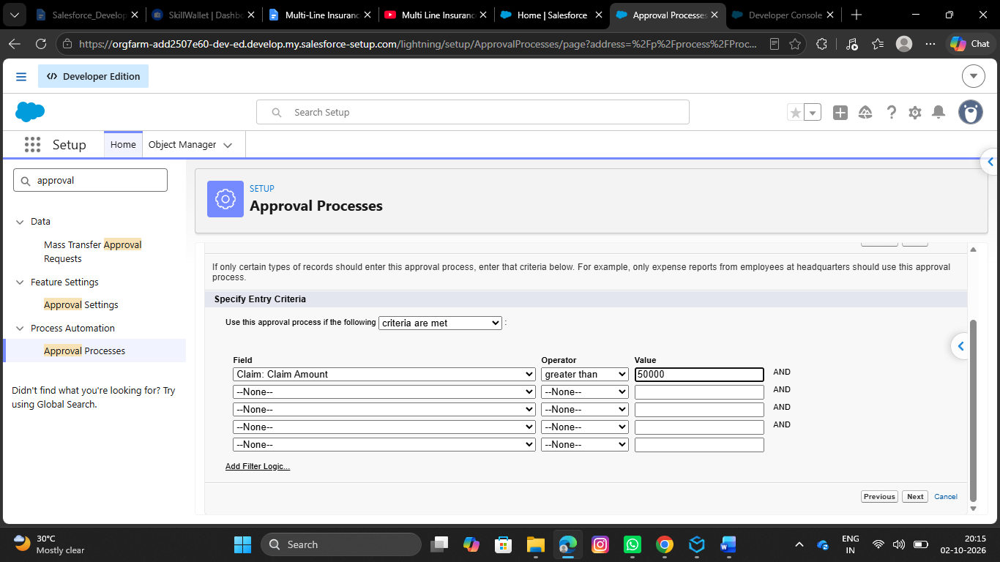 Salesforce_Develop
SkillWallet | Dashbo
Multi-Line Insuranc
Multi Line Insuranc
Home | Salesforce
Approval Processes
Developer Console
https://orgfarm-add2507e60-dev-ed.develop.my.salesforce-setup.com/lightning/setup/ApprovalProcesses/page?address=%2Fp%2Fprocess%2FProc...
Chat
Developer Edition
Search Setup
Setup
Home
Object Manager
approval
Data
Mass Transfer Approval
Requests
Feature Settings
Approval Settings
Process Automation
Approval Processes
Didn't find what you're looking for? Try
using Global Search.
SETUP
Approval Processes
If only certain types of records should enter this approval process, enter that criteria below. For example, only expense reports from employees at headquarters should use this approval
process.
Specify Entry Criteria
Use this approval process if the following criteria are met :
Field Operator Value
Claim: Claim Amount greater than 50000 AND
--None-- --None-- AND
--None-- --None-- AND
--None-- --None-- AND
--None-- --None--
Add Filter Logic...
Previous Next Cancel
30°C
Mostly clear
Search
ENG
IN
20:15
02-10-2026